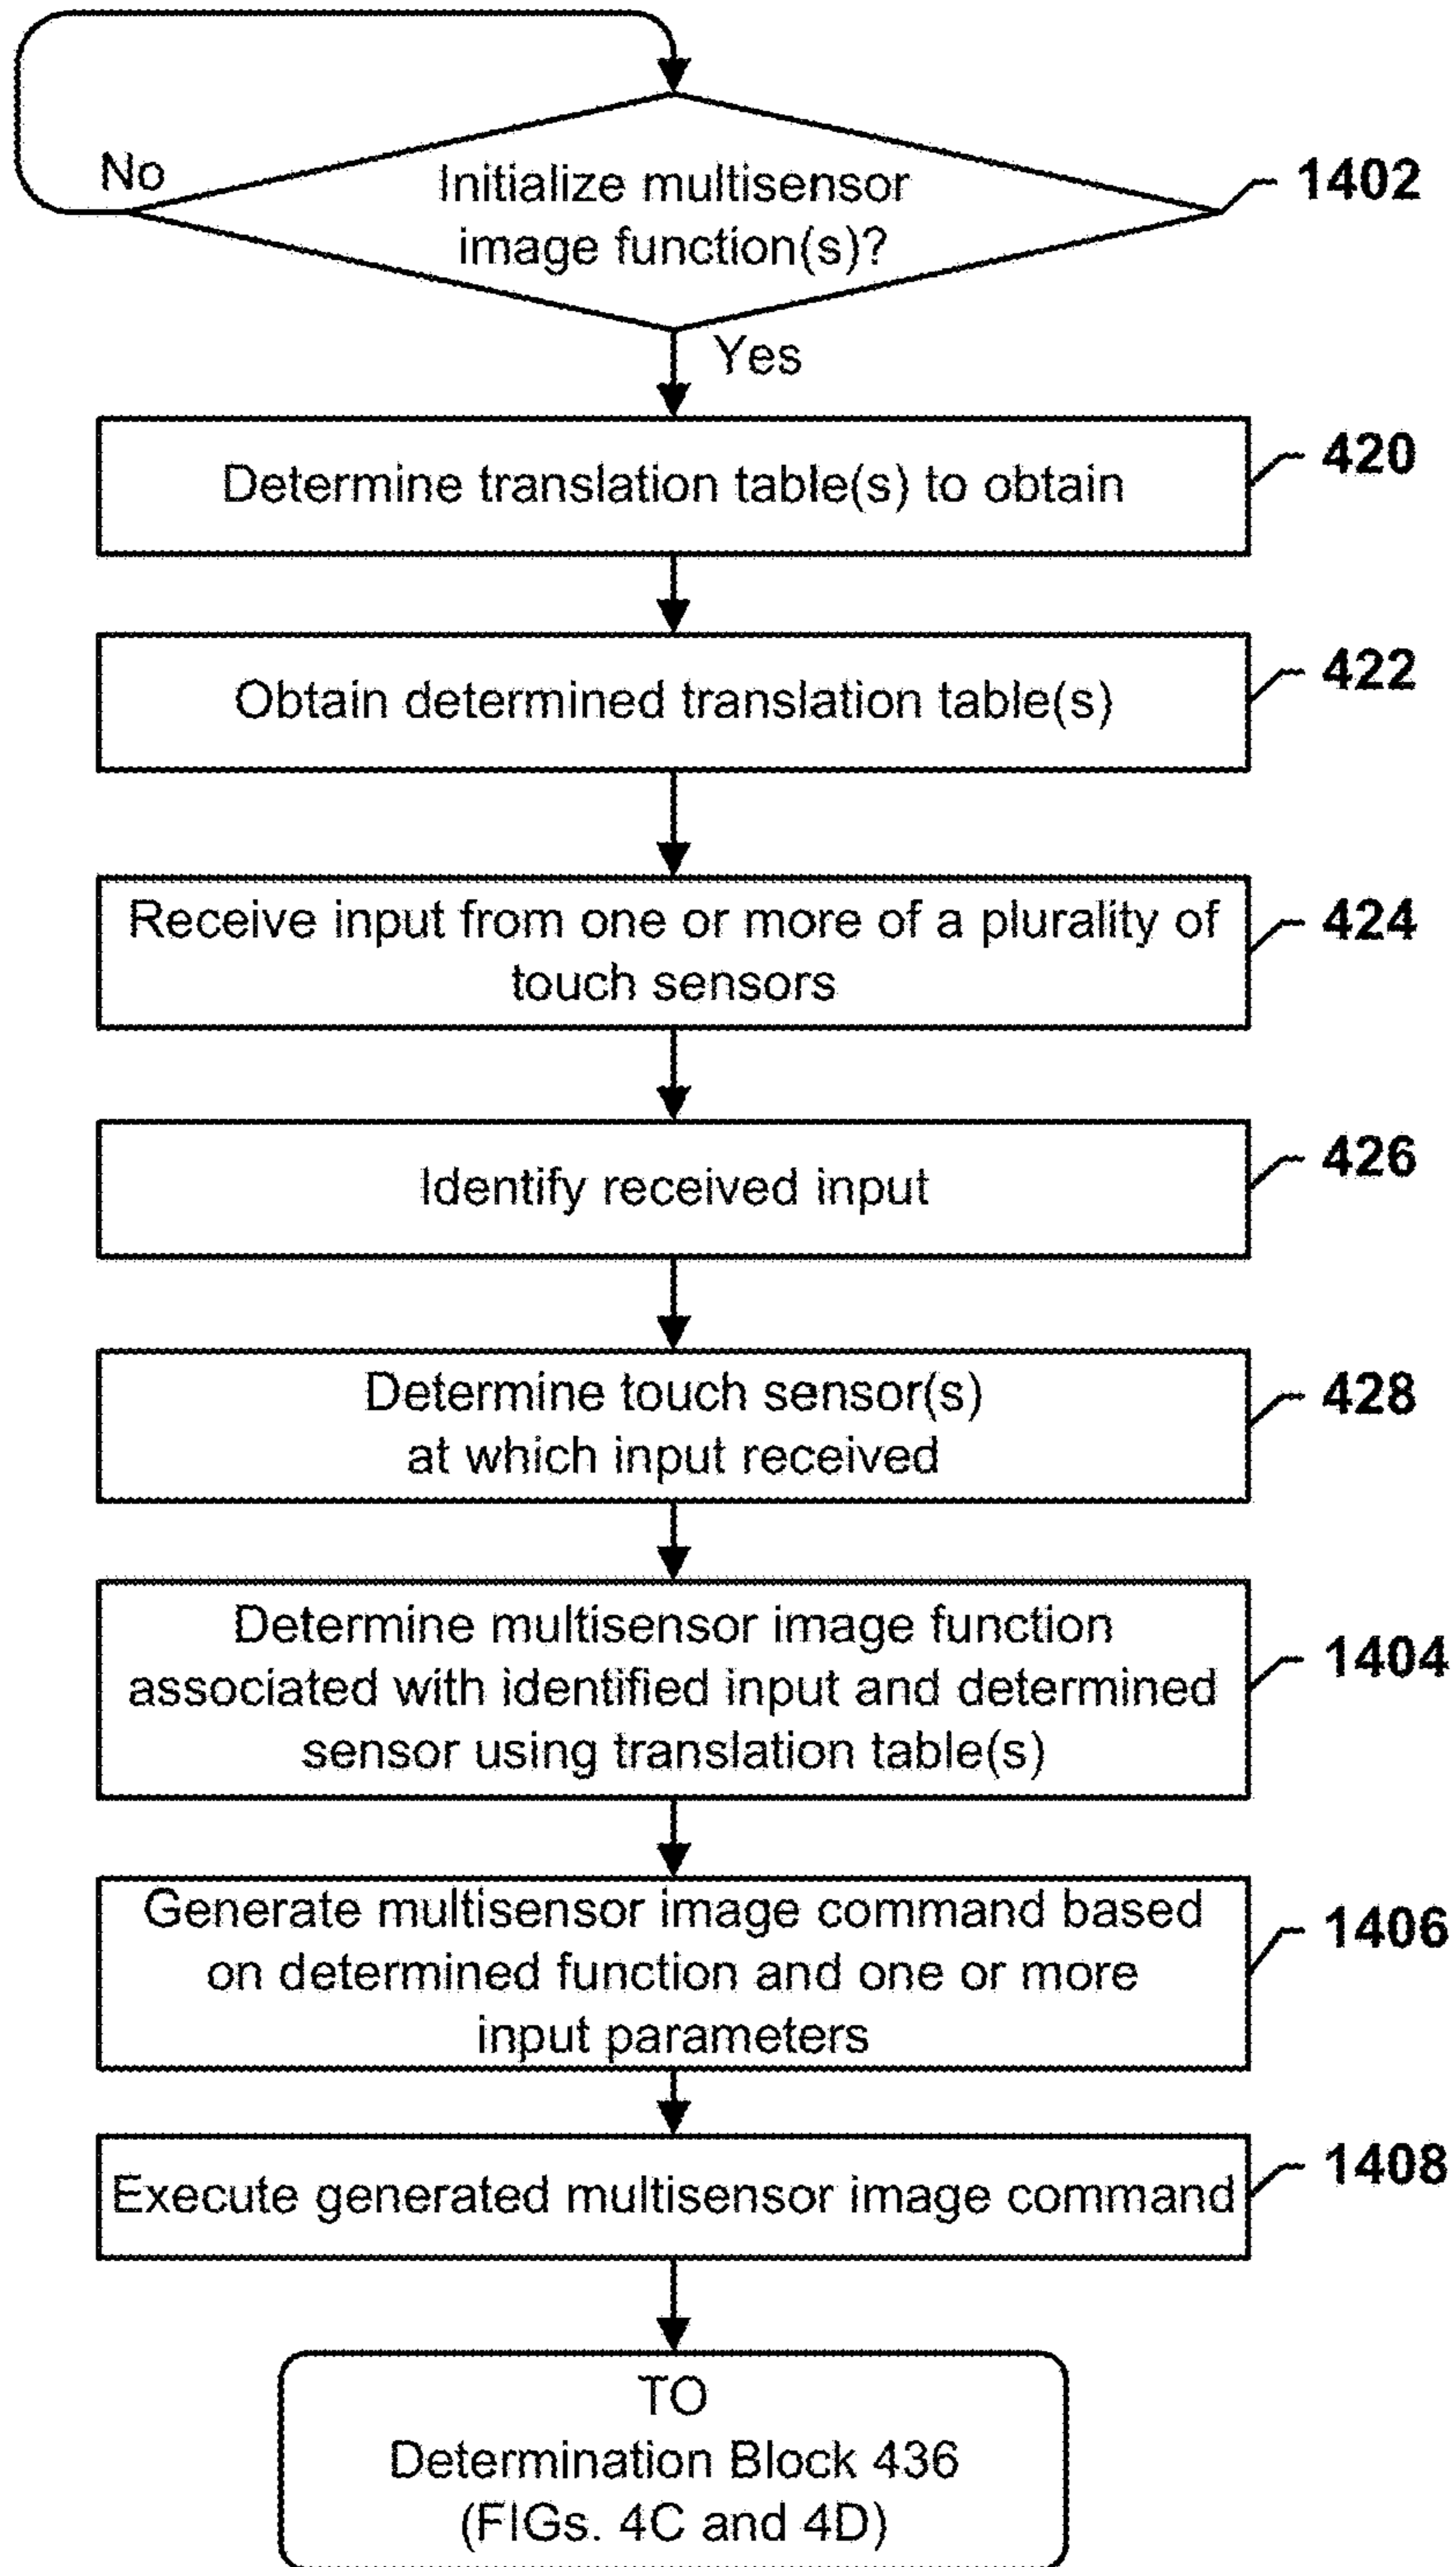 No
Initialize multisensor
image function(s)?
1402
Yes
Determine translation table(s) to obtain
420
Obtain determined translation table(s)
422
Receive input from one or more of a plurality of
touch sensors
424
Identify received input
426
Determine touch sensor(s)
at which input received
428
Determine multisensor image function
associated with identified input and determined
sensor using translation table(s)
1404
Generate multisensor image command based
on determined function and one or more
input parameters
1406
Execute generated multisensor image command
1408
TO
Determination Block 436
(FIGs. 4C and 4D)